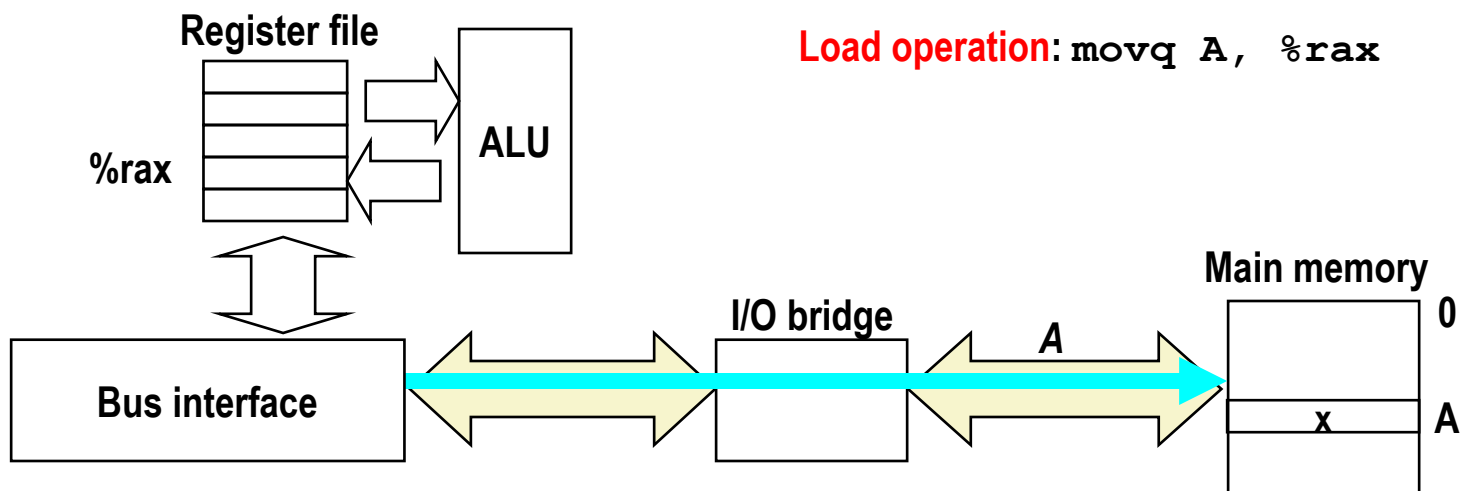 Register file
Load operation: movq A, %rax
ALU
%rax
Main memory
0
I/O bridge
A
Bus interface
x
A